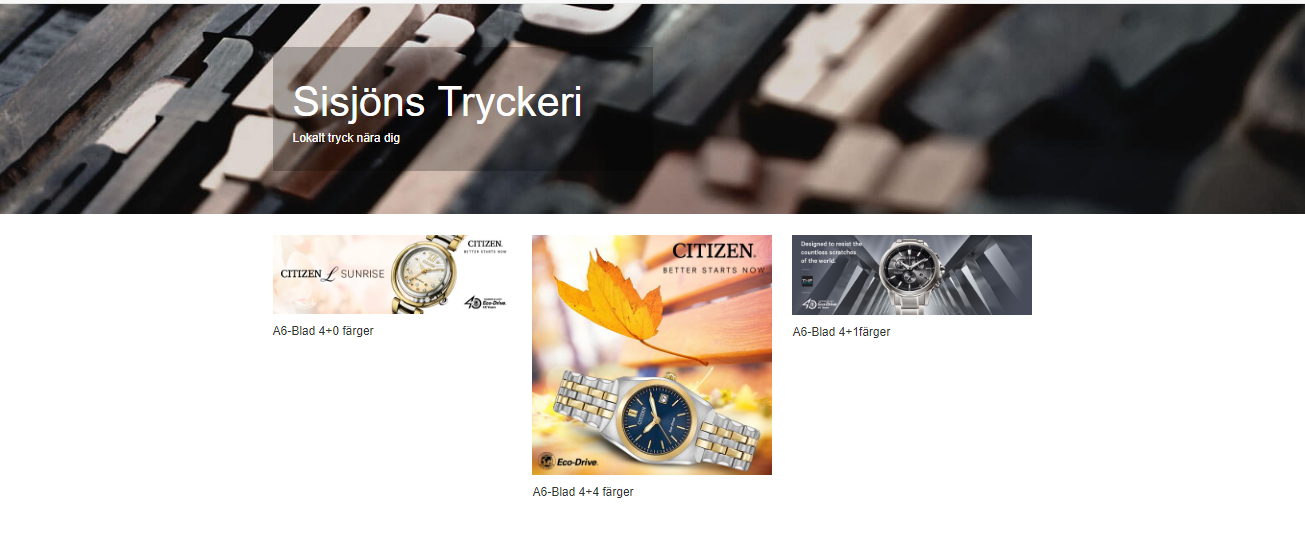 Sisjöns Tryckeri
Lokalt tryck nära dig
CITIZEN
BETTER STARTS NOW
CITIZEN L SUNRISE
40
Eco-Drive
A6-Blad 4+0 färger
CITIZEN
BETTER STARTS NOW
CITIZEN
Eco-Drive
A6-Blad 4+4 färger
Designed to resist the
countless scratches
of the world.
40
A6-Blad 4+1färger